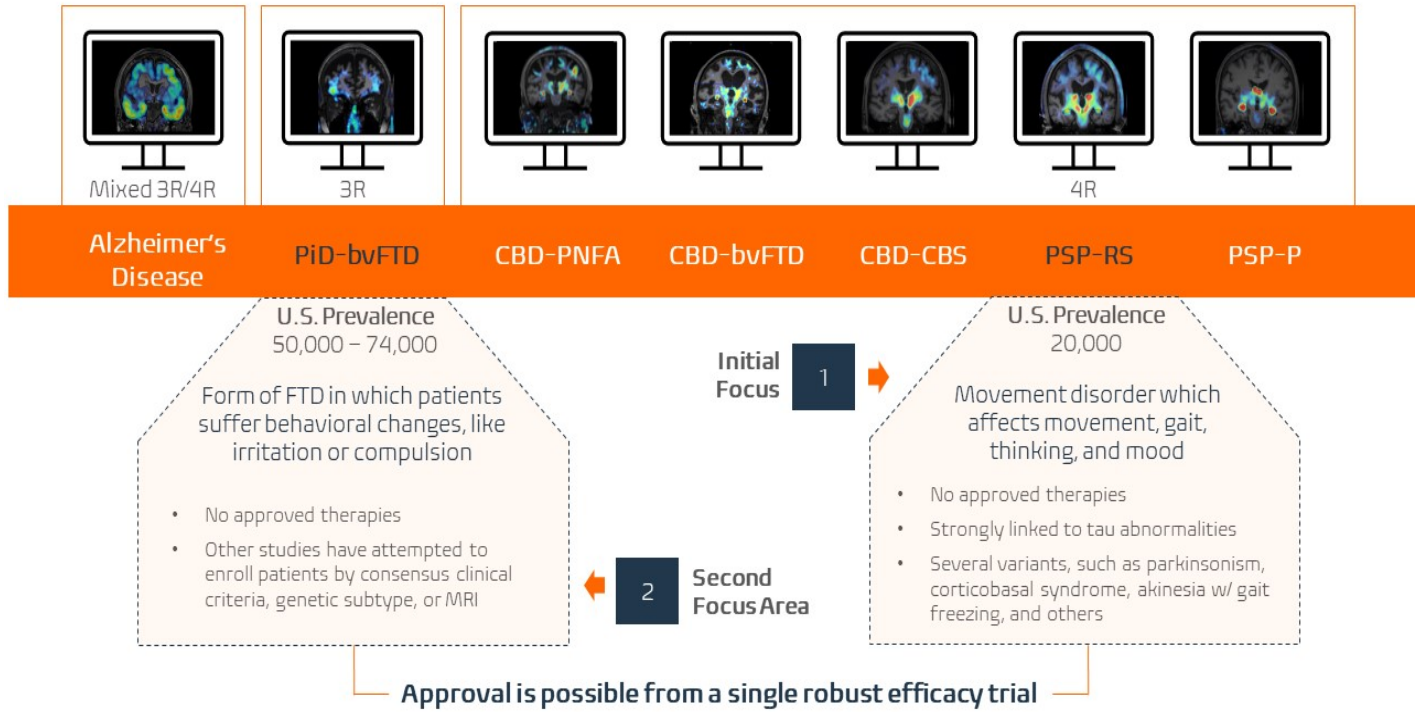 Mixed 3R/4R
3R
4R
Alzheimer's
Disease
PiD-bvFTD
CBD-PNFA
CBD-bvFTD
CBD-CBS
PSP-RS
PSP-P
U.S. Prevalence
50,000 – 74,000
Form of FTD in which patients
suffer behavioral changes, like
irritation or compulsion
• No approved therapies
• Other studies have attempted to
enroll patients by consensus clinical
criteria, genetic subtype, or MRI
Initial
Focus
1
2
Second
Focus Area
U.S. Prevalence
20,000
Movement disorder which
affects movement, gait,
thinking, and mood
• No approved therapies
• Strongly linked to tau abnormalities
• Several variants, such as parkinsonism,
corticobasal syndrome, akinesia w/ gait
freezing, and others
Approval is possible from a single robust efficacy trial